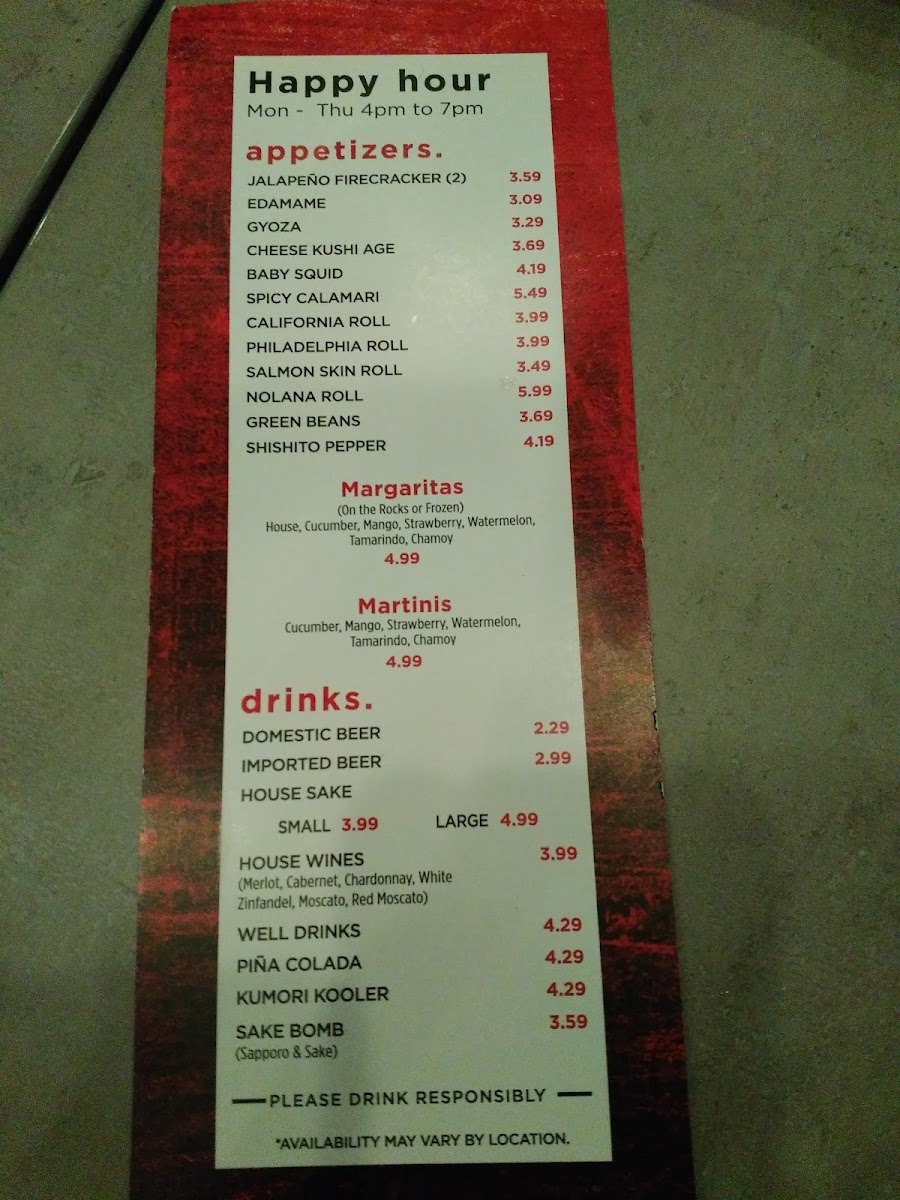 Happy hour
Mon - Thu 4pm to 7pm
appetizers.
JALAPEÑO FIRECRACKER (2) 3.59
EDAMAME 3.09
GYOZA 3.29
CHEESE KUSHI AGE 3.69
BABY SQUID 4.19
SPICY CALAMARI 5.49
CALIFORNIA ROLL 3.99
PHILADELPHIA ROLL 3.99
SALMON SKIN ROLL 3.49
NOLANA ROLL 5.99
GREEN BEANS 3.69
SHISHITO PEPPER 4.19
Margaritas
(On the Rocks or Frozen)
House, Cucumber, Mango, Strawberry, Watermelon,
Tamarindo, Chamoy
4.99
Martinis
Cucumber, Mango, Strawberry, Watermelon,
Tamarindo, Chamoy
4.99
drinks.
DOMESTIC BEER 2.29
IMPORTED BEER 2.99
HOUSE SAKE
SMALL 3.99 LARGE 4.99
HOUSE WINES 3.99
(Merlot, Cabernet, Chardonnay, White
Zinfandel, Moscato, Red Moscato)
WELL DRINKS 4.29
PIÑA COLADA 4.29
KUMORI KOOLER 4.29
SAKE BOMB 3.59
(Sapporo & Sake)
PLEASE DRINK RESPONSIBLY
*AVAILABILITY MAY VARY BY LOCATION.